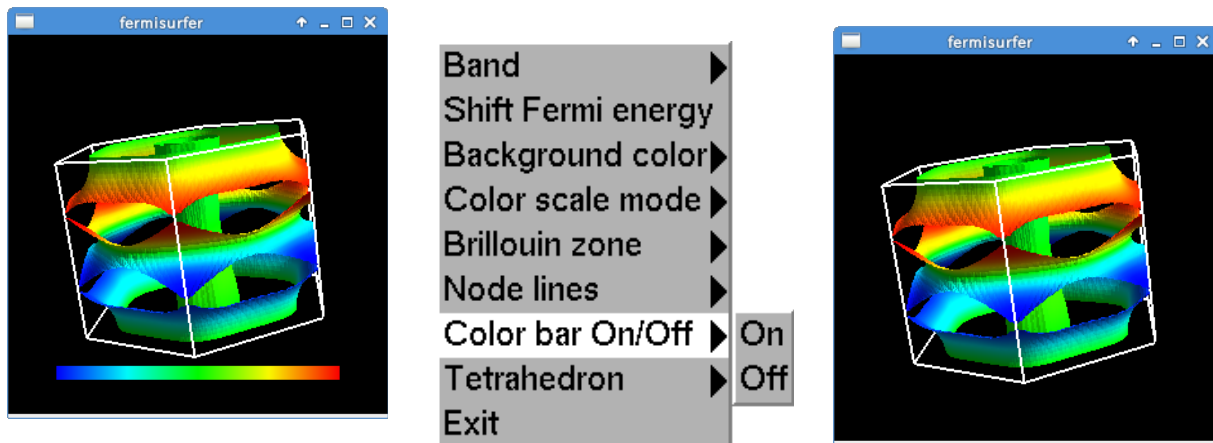 fermisurfer
Band
Shift Fermi energy
Background color
Color scale mode
Brillouin zone
Node lines
Color bar On/Off
Tetrahedron
Exit
On
Off
fermisurfer